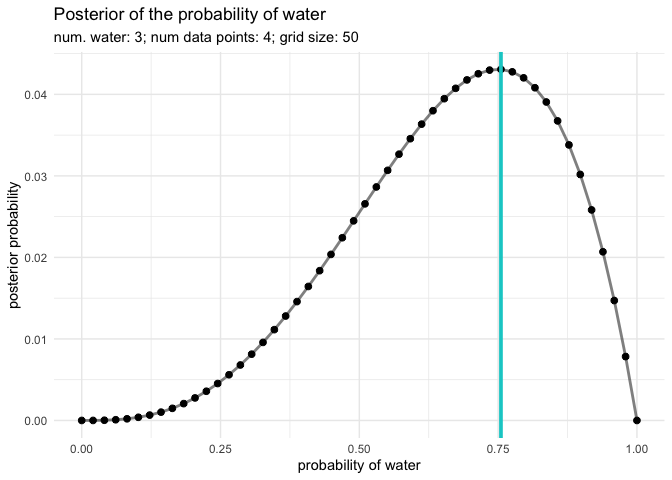 Posterior of the probability of water
num. water: 3; num data points: 4; grid size: 50
0.04
0.03
0.02
0.01
0.00
posterior probability
0.00 0.25 0.50 0.75 1.00
probability of water